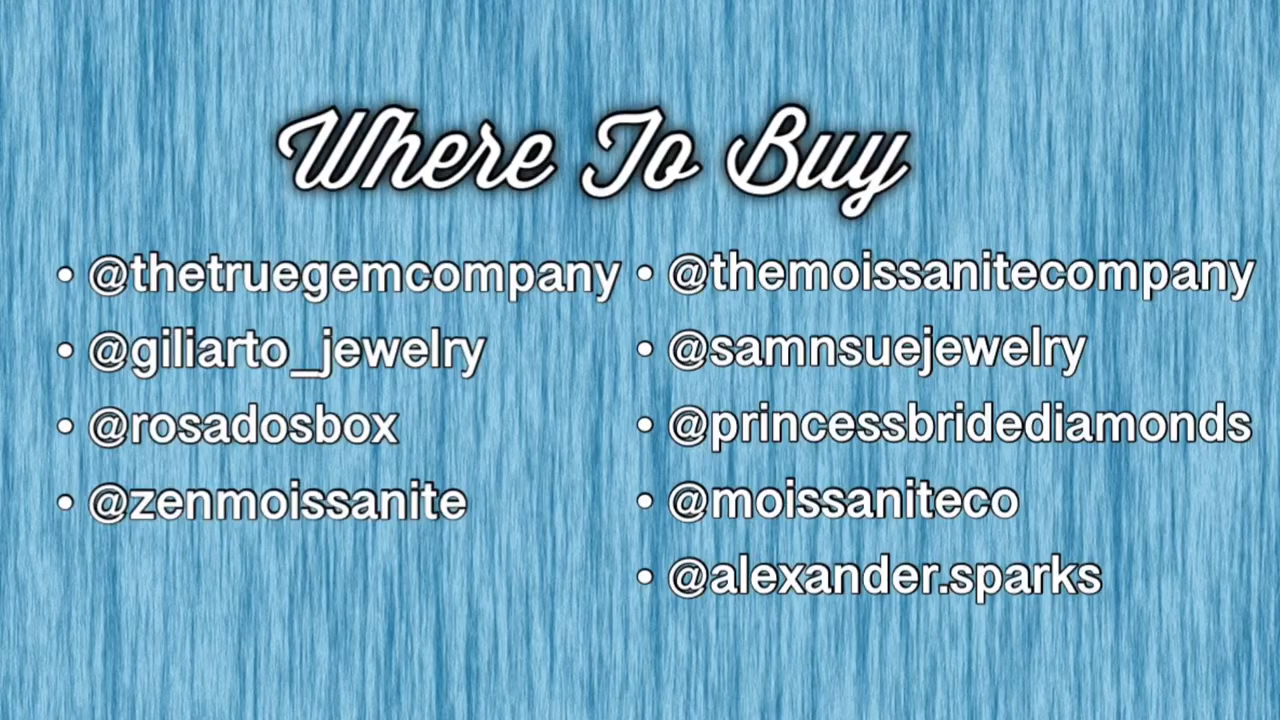 Where To Buy
• @thetruegemcompany
• @giliarto_jewelry
• @rosadosbox
• @zenmoissanite
• @themoissanitecompany
• @samnsuejewelry
• @princessbridediamonds
• @moissaniteco
• @alexander.sparks